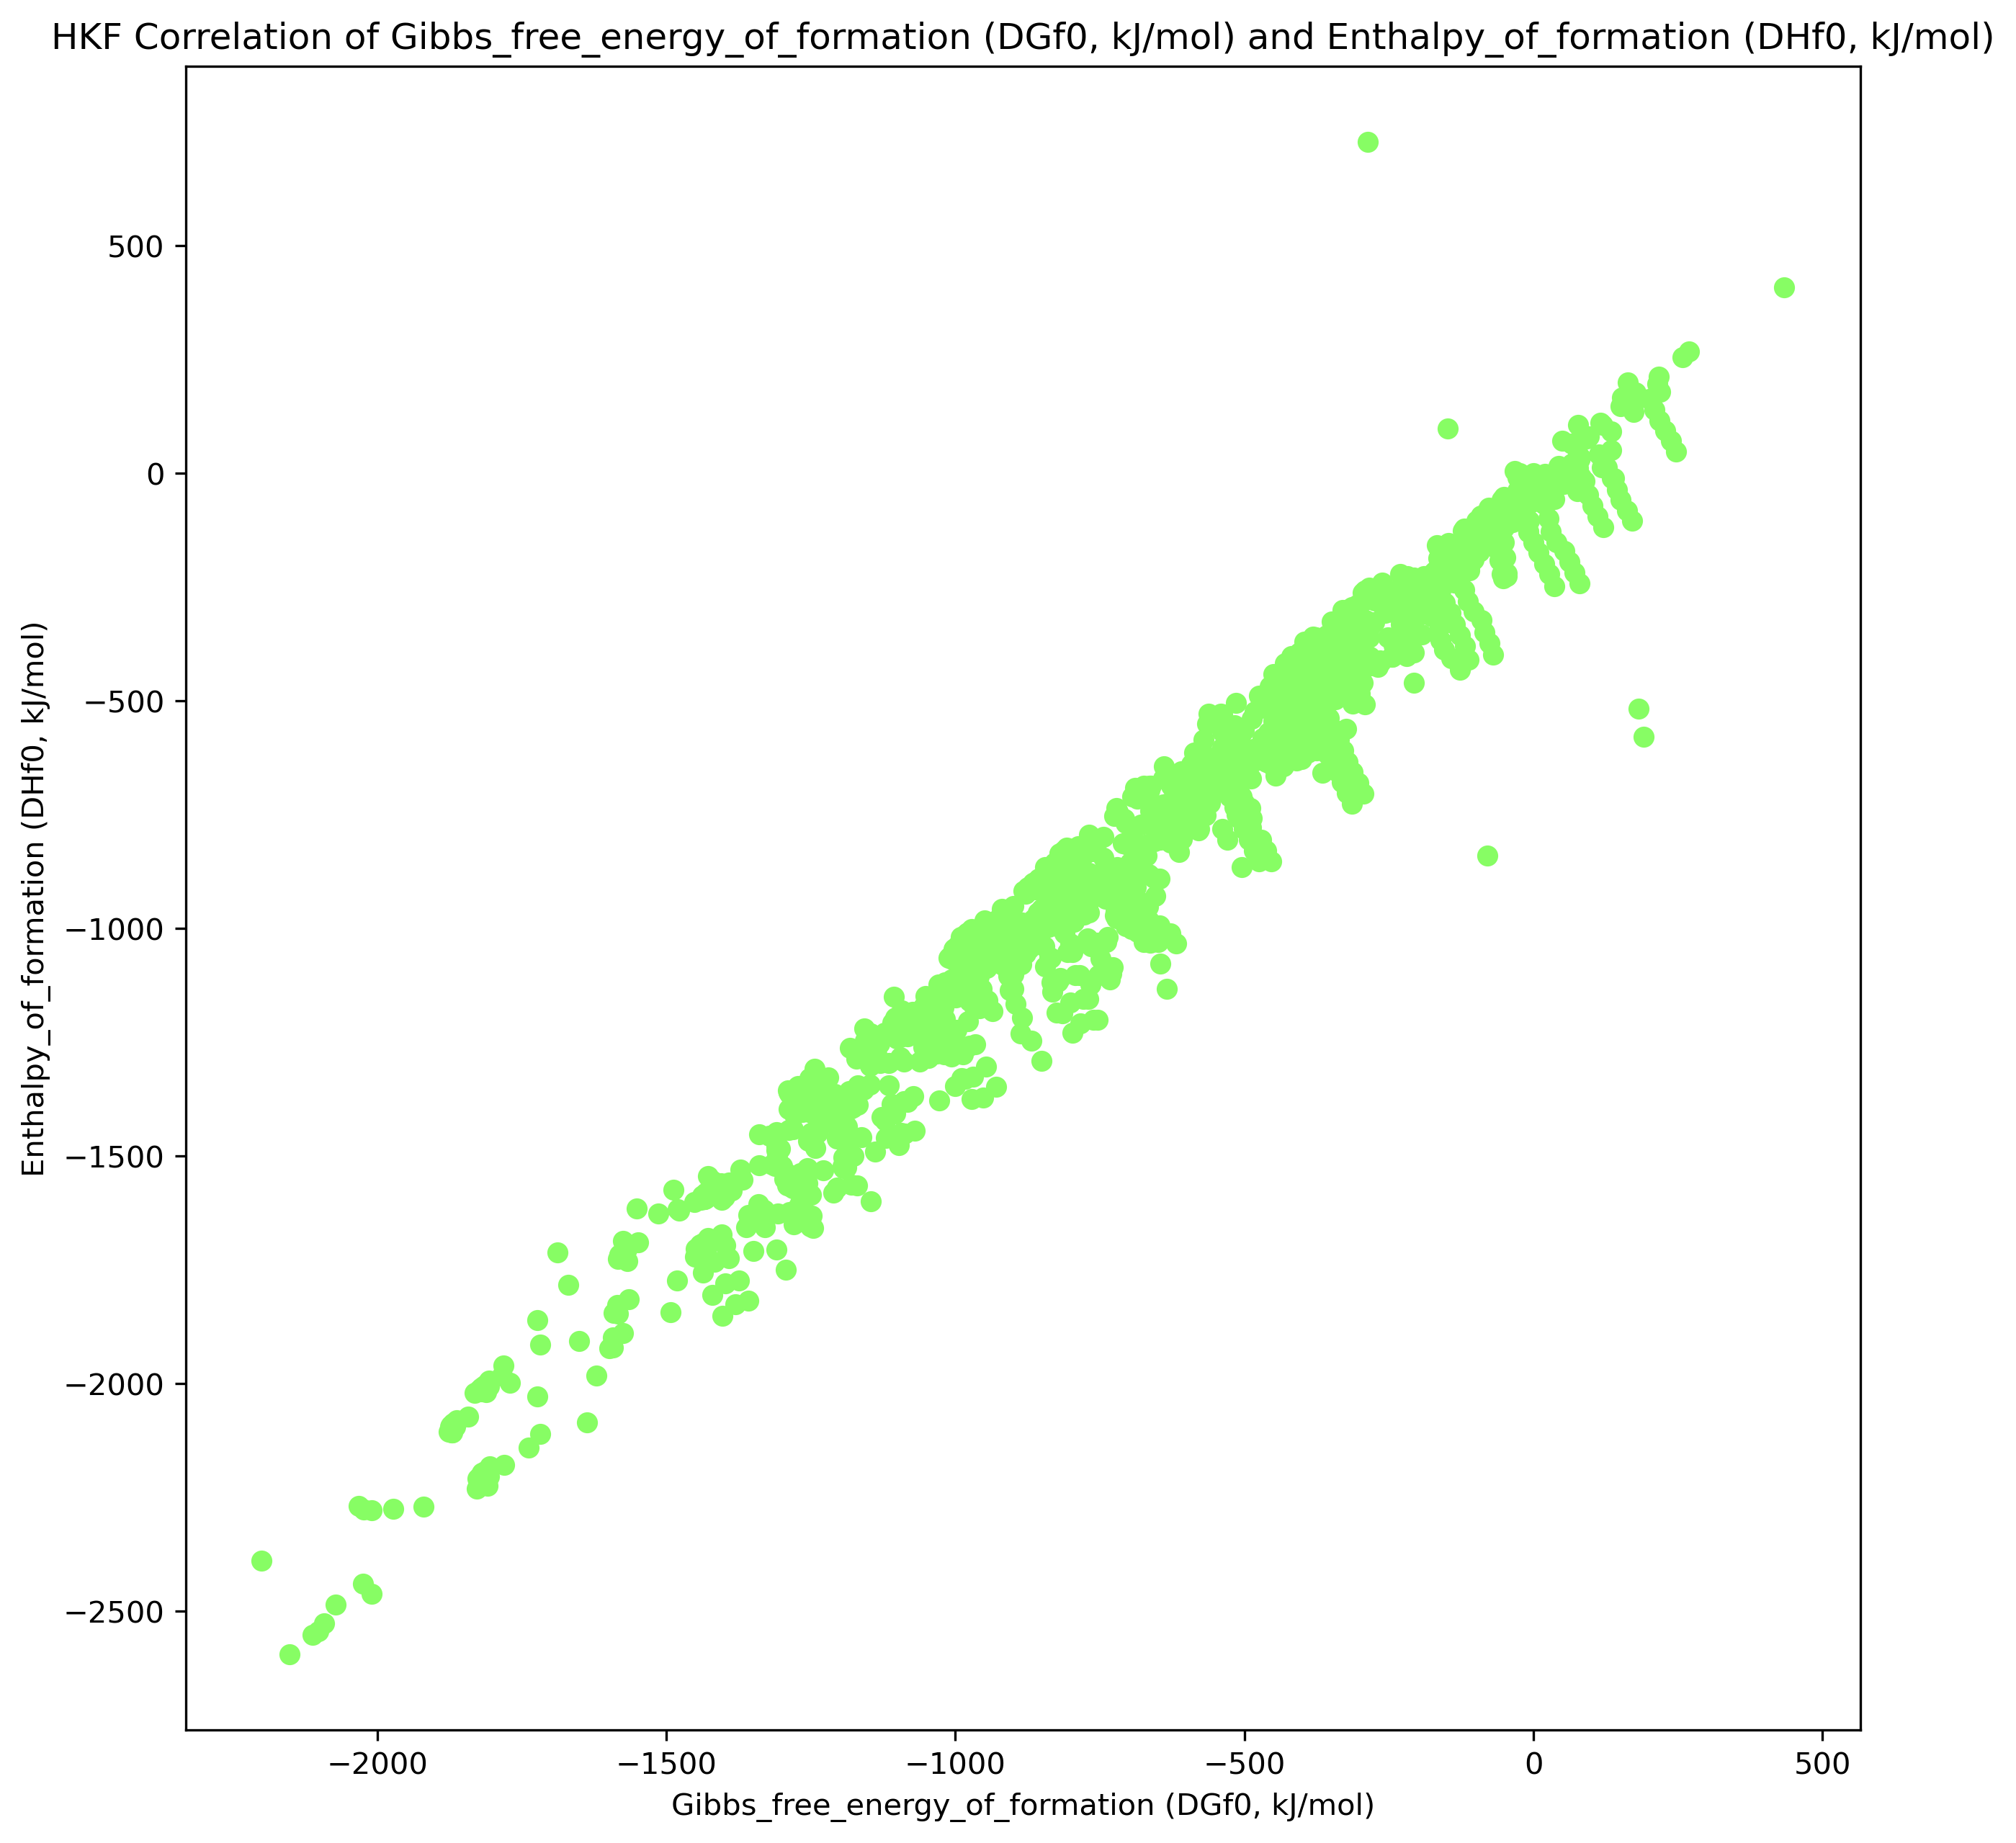 HKF Correlation of Gibbs_free_energy_of_formation (DGf0, kJ/mol) and Enthalpy_of_formation (DHf0, kJ/mol)
Enthalpy_of_formation (DHf0, kJ/mol)
500
0
−500
−1000
−1500
−2000
−2500
−2000 −1500 −1000 −500 0 500
Gibbs_free_energy_of_formation (DGf0, kJ/mol)